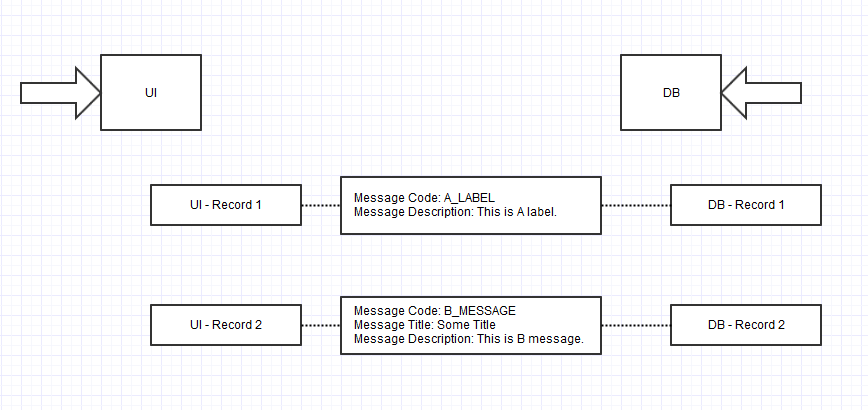 UI
DB
UI - Record 1
Message Code: A_LABEL
Message Description: This is A label.
DB - Record 1
UI - Record 2
Message Code: B_MESSAGE
Message Title: Some Title
Message Description: This is B message.
DB - Record 2